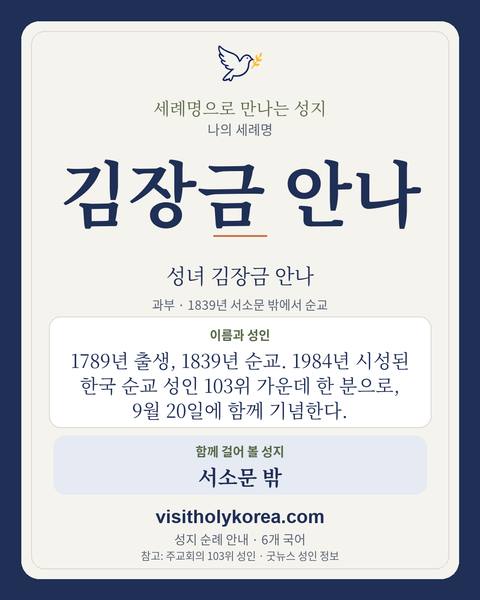 세례명으로 만나는 성지
나의 세례명
김장금 안나
성녀 김장금 안나
과부 · 1839년 서소문 밖에서 순교
이름과 성인
1789년 출생, 1839년 순교. 1984년 시성된
한국 순교 성인 103위 가운데 한 분으로,
9월 20일에 함께 기념한다.
함께 걸어 볼 성지
서소문 밖
visitholykorea.com
성지 순례 안내 · 6개 국어
참고: 주교회의 103위 성인 · 굿뉴스 성인 정보